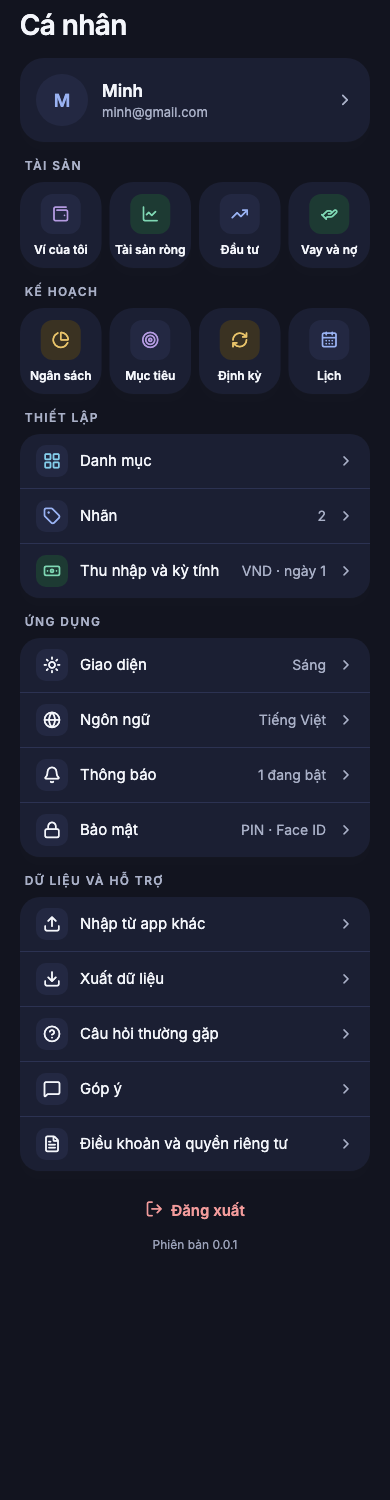 Cá nhân
M
Minh
minh@gmail.com
TÀI SẢN
Ví của tôi
Tài sản ròng
Đầu tư
Vay và nợ
KẾ HOẠCH
Ngân sách
Mục tiêu
Định kỳ
Lịch
THIẾT LẬP
Danh mục
Nhãn 2
Thu nhập và kỳ tính VND · ngày 1
ỨNG DỤNG
Giao diện Sáng
Ngôn ngữ Tiếng Việt
Thông báo 1 đang bật
Bảo mật PIN · Face ID
DỮ LIỆU VÀ HỖ TRỢ
Nhập từ app khác
Xuất dữ liệu
Câu hỏi thường gặp
Góp ý
Điều khoản và quyền riêng tư
Đăng xuất
Phiên bản 0.0.1